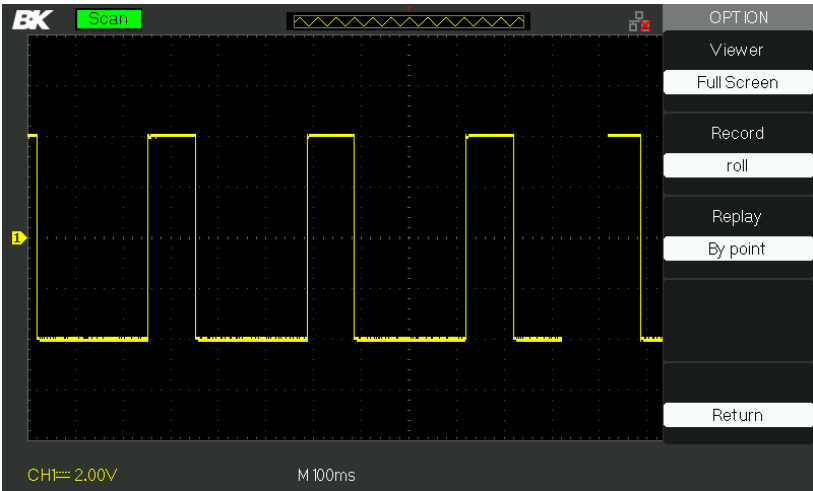 BK Scan OPTION
Viewer
Full Screen
Record
roll
Replay
1
By point
Return
CH1 2.00V M 100ms